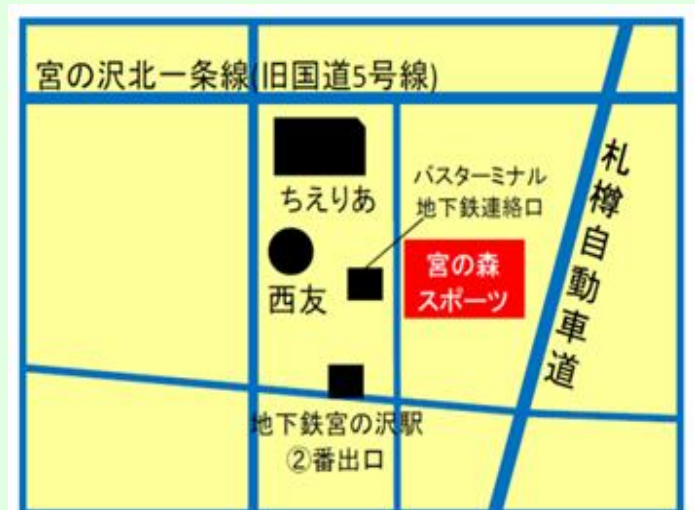 宮の沢北一条線(旧国道5号線)
ちえりあ
バスターミナル
地下鉄連絡口
札樽自動車道
西友
宮の森
スポーツ
地下鉄宮の沢駅
②番出口